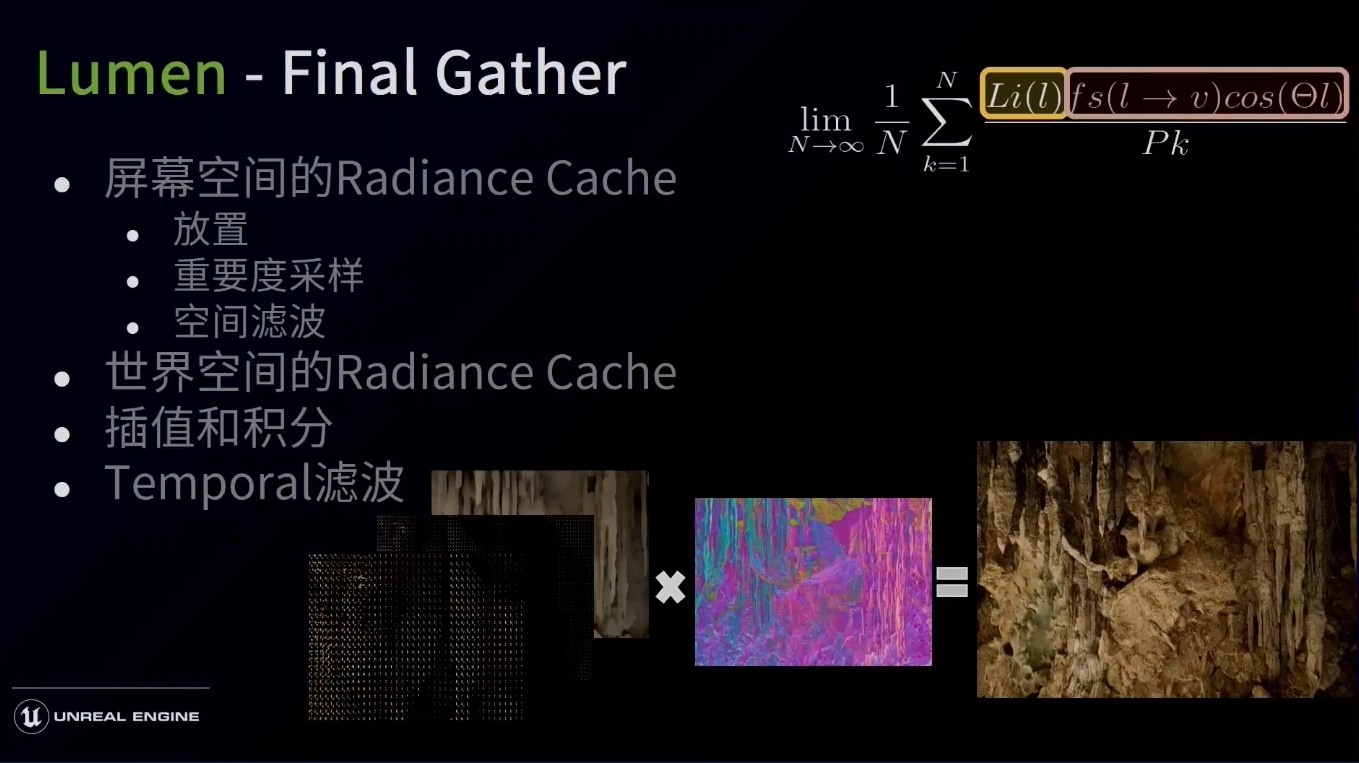 Lumen - Final Gather
lim N→∞ 1/N ∑ k=1 N Li(l)fs(l → v)cos(Θl) / Pk
屏幕空间的Radiance Cache
放置
重要度采样
空间滤波
世界空间的Radiance Cache
插值和积分
Temporal滤波
UNREAL ENGINE